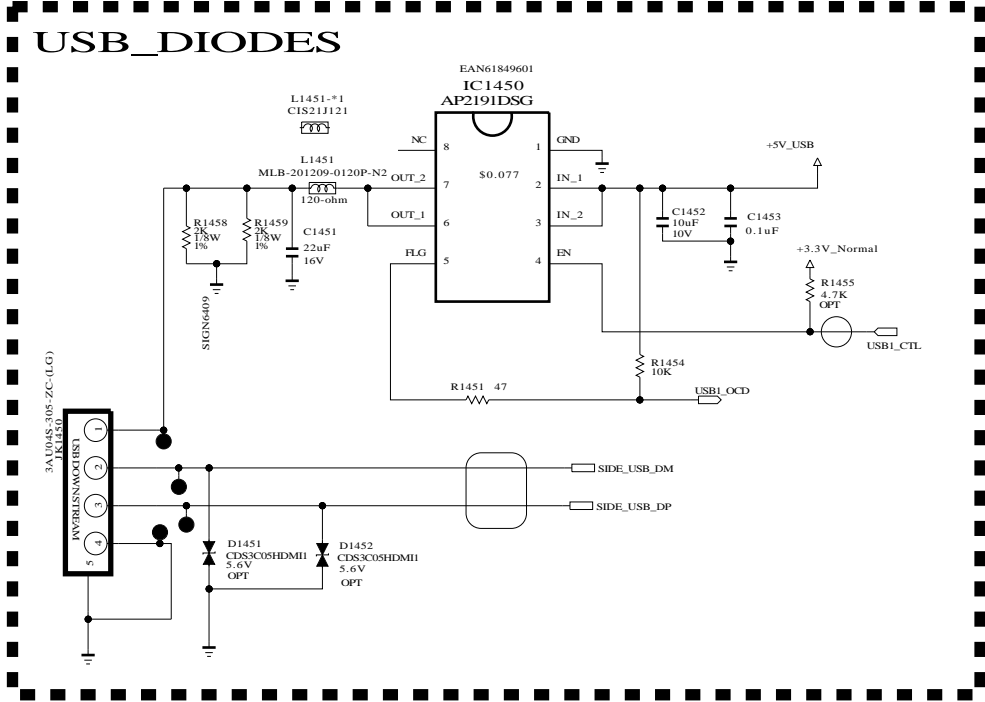 USB_DIODES
EAN61849601
IC1450
AP2191DSG
L1451-*1
CIS21J121
L1451
MLB-201209-0120P-N2
120-ohm
NC
8
1
GND
$0.077
OUT_2
7
2
IN_1
OUT_1
6
3
IN_2
FLG
5
4
EN
+5V_USB
R1458
2K
1/8W
1%
R1459
2K
1/8W
1%
C1451
22uF
16V
C1452
10uF
10V
C1453
0.1uF
+3.3V_Normal
R1455
4.7K
OPT
USB1_CTL
SIGN6409
R1454
10K
R1451 47
USB1_OCD
3AU04S-305-ZC-(LG)
JK1450
USB DOWN STREAM
1
2
3
4
5
SIDE_USB_DM
SIDE_USB_DP
D1451
CDS3C05HDMI1
5.6V
OPT
D1452
CDS3C05HDMI1
5.6V
OPT